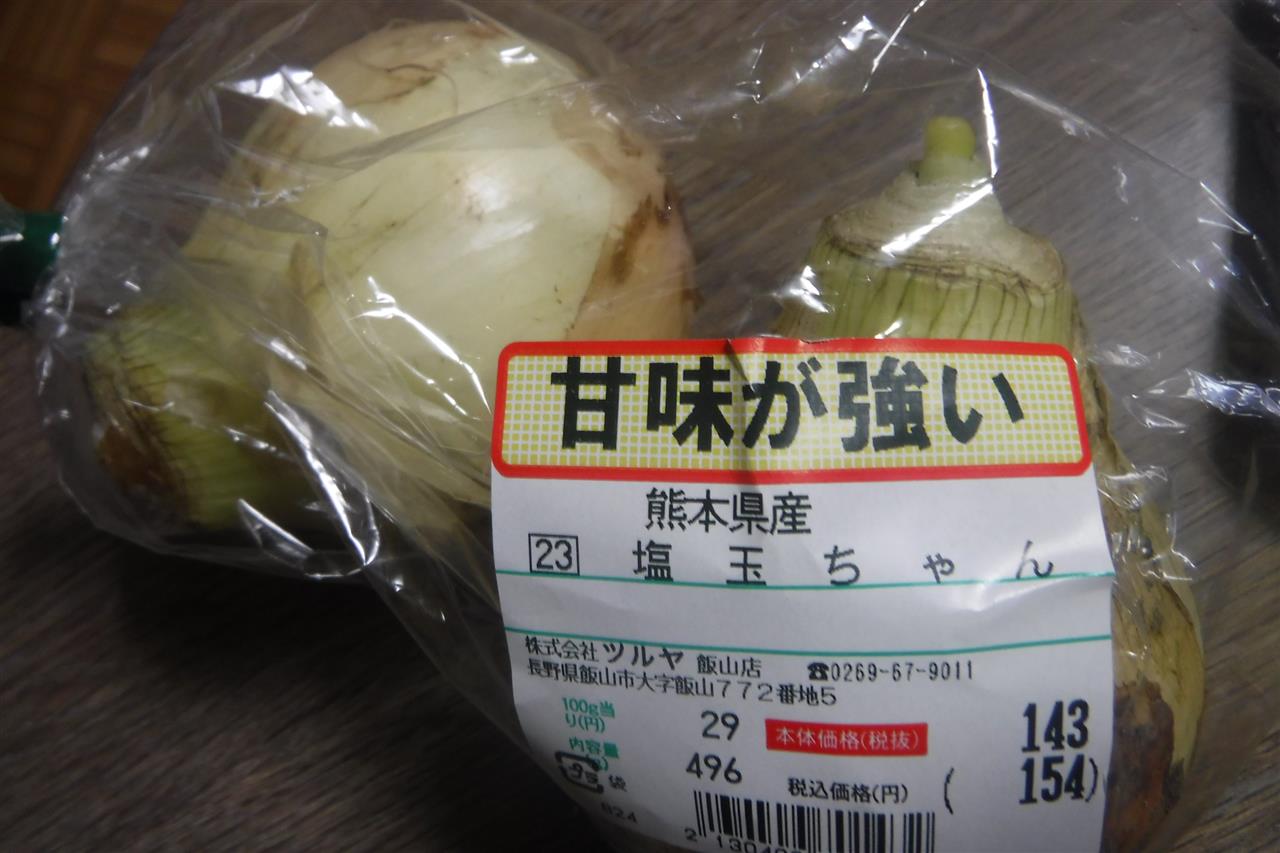 甘味が強い
熊本県産
23 塩玉ちゃん
株式会社 ツルヤ 飯山店 ☎0269-67-9011
長野県飯山市大字飯山772番地5
100g当り(円) 29 本体価格(税抜) 143
内容量 496 税込価格(円) (154)
袋
824